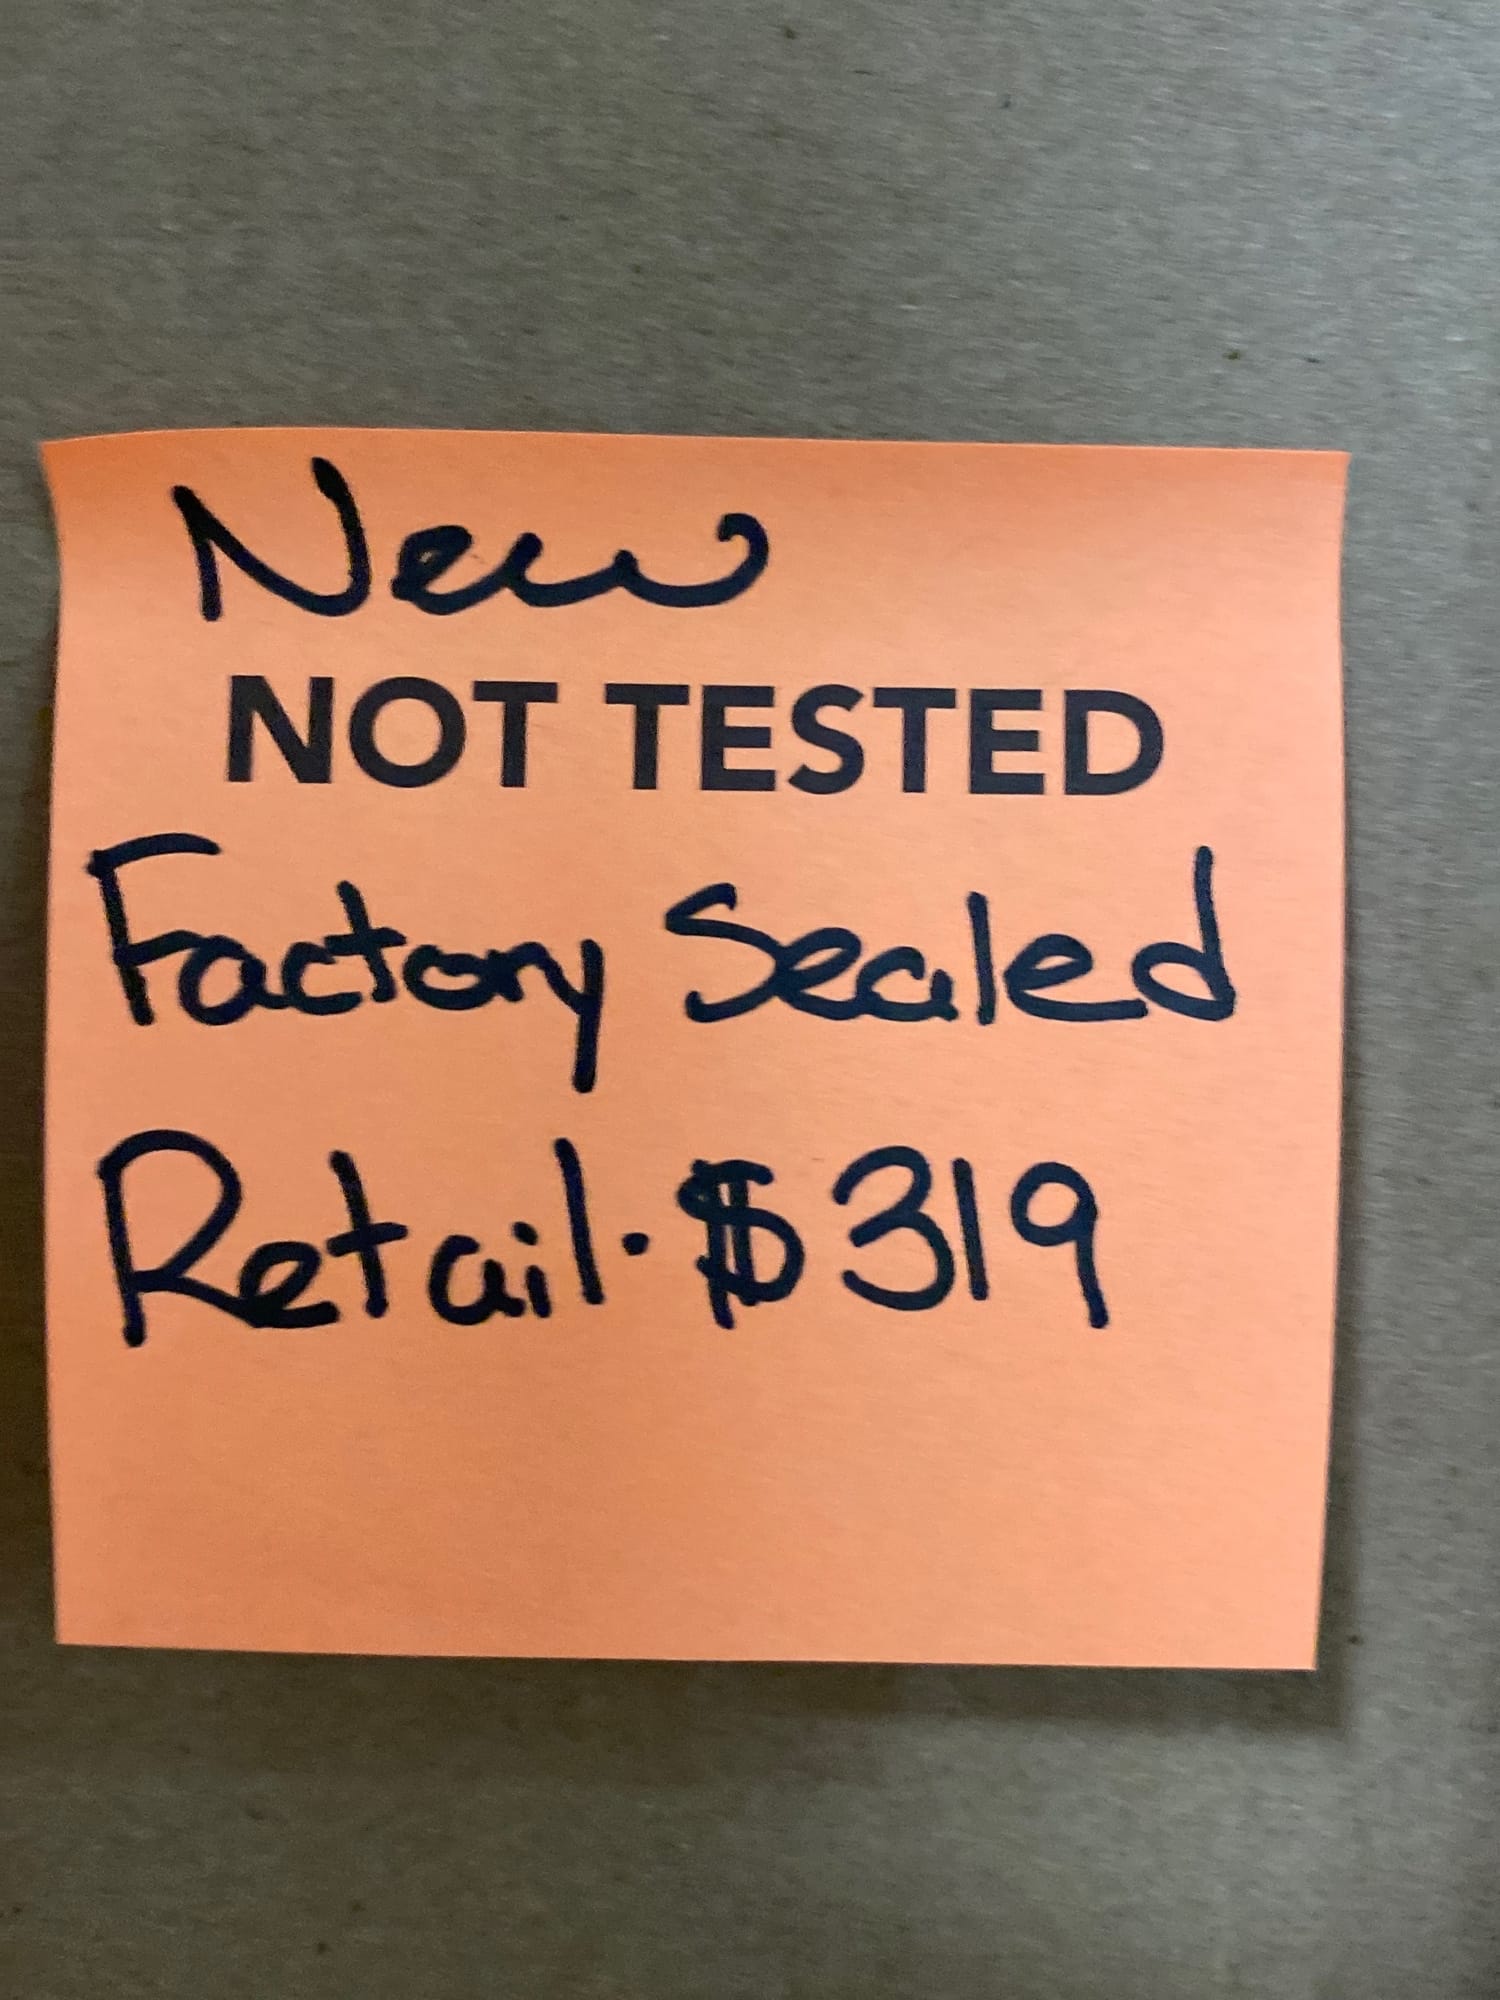 New
NOT TESTED
Factory Sealed
Retail. $319